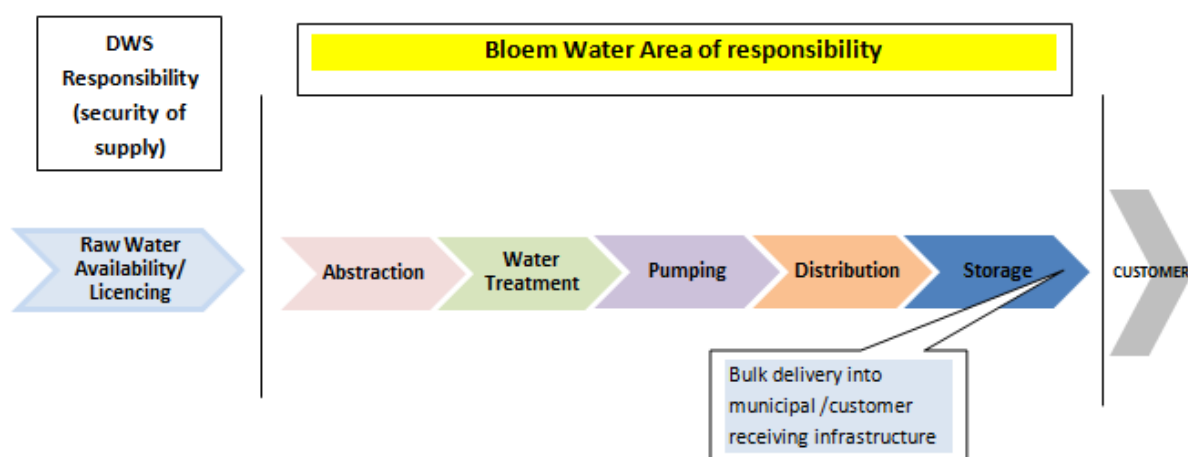 DWS
Responsibility
(security of
supply)
Bloem Water Area of responsibility
Raw Water
Availability/
Licencing
Abstraction
Water
Treatment
Pumping
Distribution
Storage
CUSTOMER
Bulk delivery into
municipal /customer
receiving infrastructure